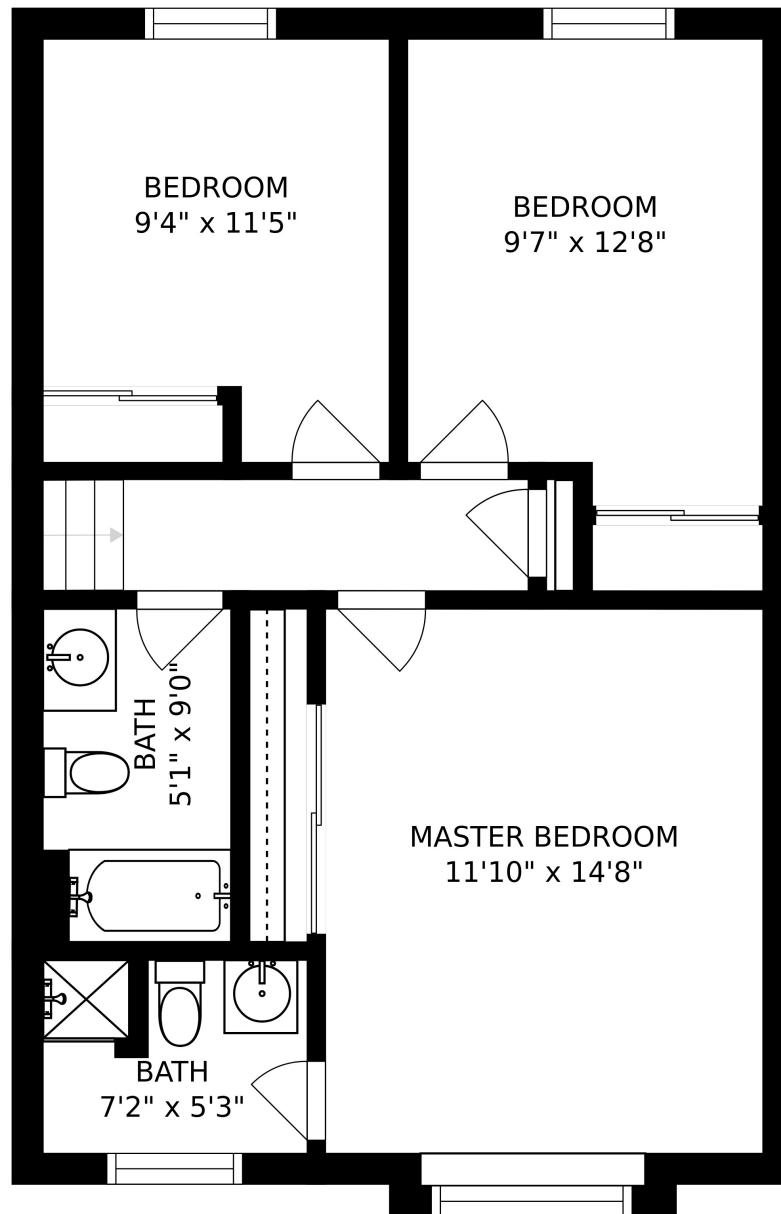 BEDROOM
9'4" x 11'5"
BEDROOM
9'7" x 12'8"
BATH
5'1" x 9'0"
MASTER BEDROOM
11'10" x 14'8"
BATH
7'2" x 5'3"